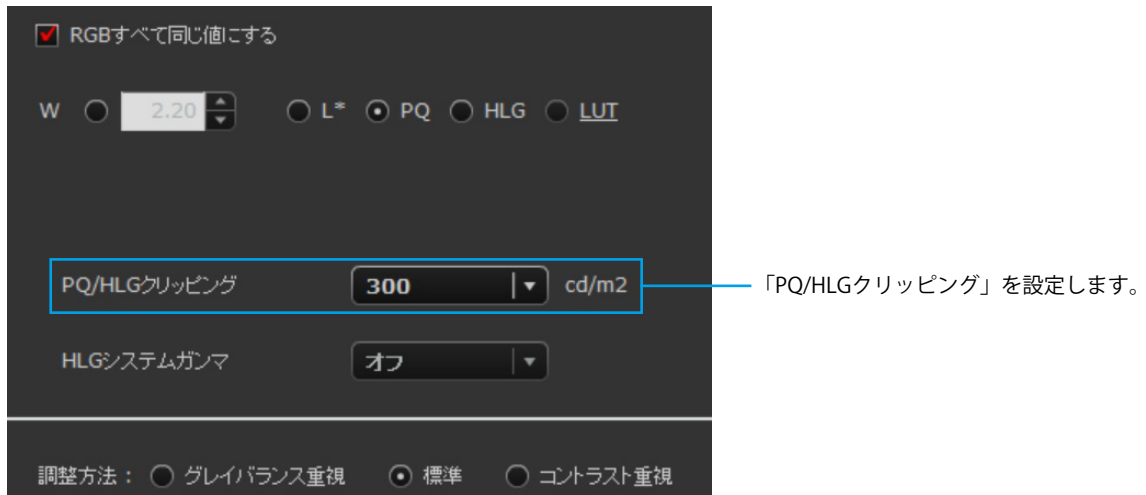 RGBすべて同じ値にする
W 2.20 L* PQ HLG LUT
PQ/HLGクリッピング 300 cd/m2
「PQ/HLGクリッピング」を設定します。
HLGシステムガンマ オフ
調整方法： グレイバランス重視 標準 コントラスト重視